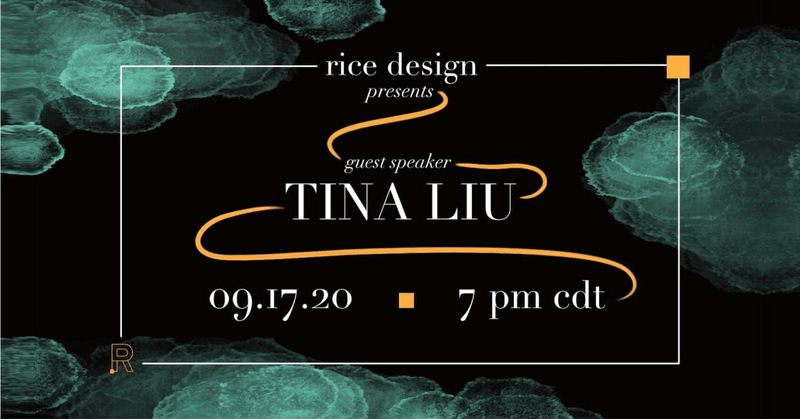 rice design
presents
guest speaker
TINA LIU
09.17.20 ■ 7 pm cdt
R